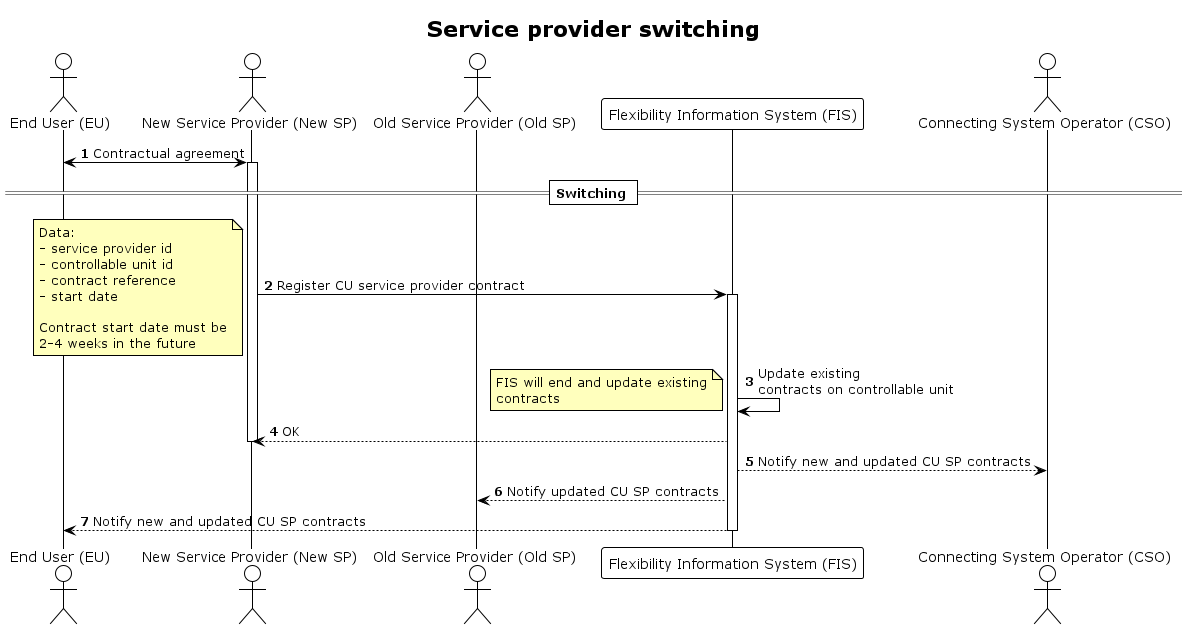 Service provider switching
End User (EU)
New Service Provider (New SP)
Old Service Provider (Old SP)
Flexibility Information System (FIS)
Connecting System Operator (CSO)
1 Contractual agreement
Switching
Data:
- service provider id
- controllable unit id
- contract reference
- start date
Contract start date must be
2-4 weeks in the future
2 Register CU service provider contract
3 Update existing
contracts on controllable unit
FIS will end and update existing
contracts
4 OK
5 Notify new and updated CU SP contracts
6 Notify updated CU SP contracts
7 Notify new and updated CU SP contracts
End User (EU)
New Service Provider (New SP)
Old Service Provider (Old SP)
Flexibility Information System (FIS)
Connecting System Operator (CSO)